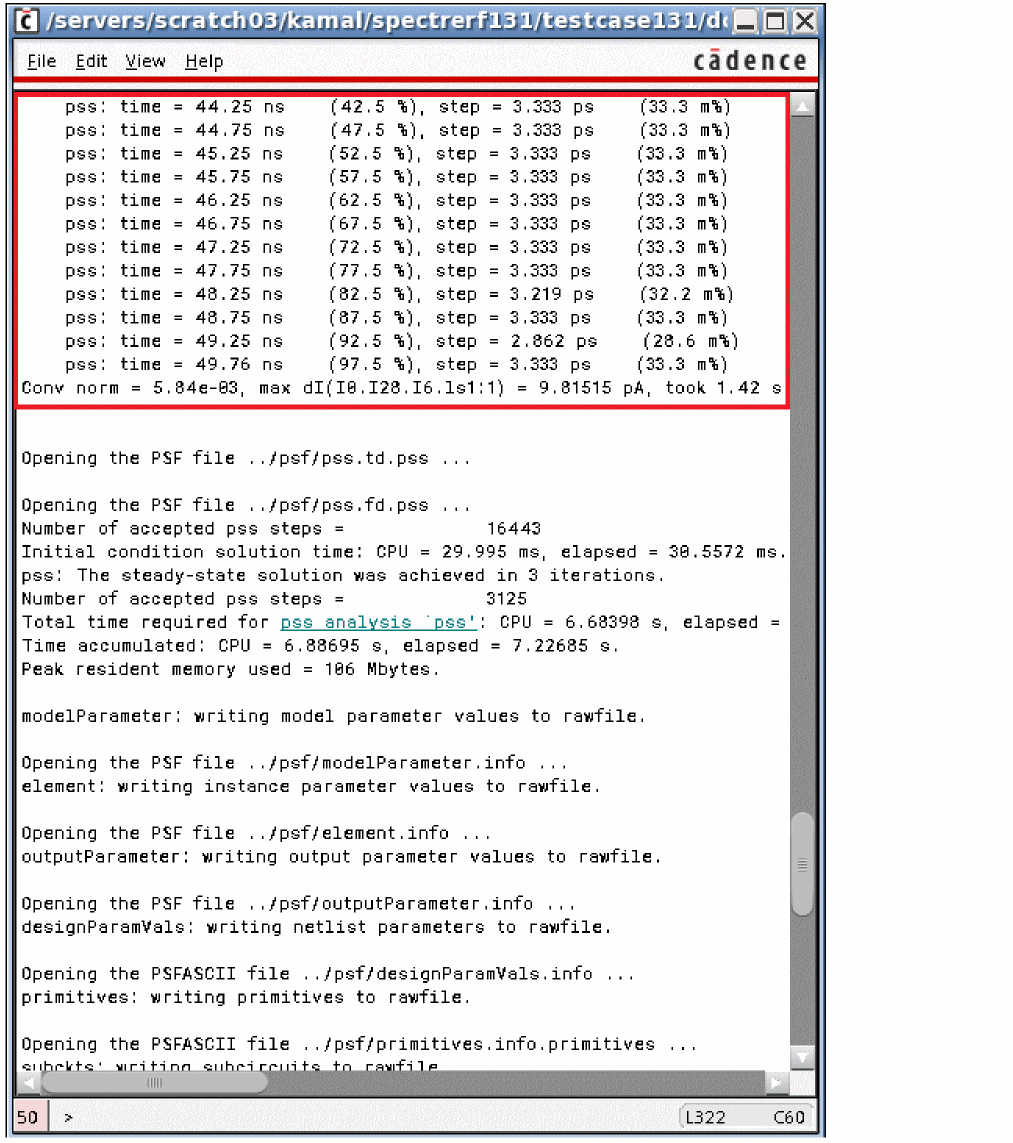 /servers/scratch03/kamal/spectrerf131/testcase131/d
File Edit View Help cādence
pss: time = 44.25 ns (42.5 %), step = 3.333 ps (33.3 m%)
pss: time = 44.75 ns (47.5 %), step = 3.333 ps (33.3 m%)
pss: time = 45.25 ns (52.5 %), step = 3.333 ps (33.3 m%)
pss: time = 45.75 ns (57.5 %), step = 3.333 ps (33.3 m%)
pss: time = 46.25 ns (62.5 %), step = 3.333 ps (33.3 m%)
pss: time = 46.75 ns (67.5 %), step = 3.333 ps (33.3 m%)
pss: time = 47.25 ns (72.5 %), step = 3.333 ps (33.3 m%)
pss: time = 47.75 ns (77.5 %), step = 3.333 ps (33.3 m%)
pss: time = 48.25 ns (82.5 %), step = 3.219 ps (32.2 m%)
pss: time = 48.75 ns (87.5 %), step = 3.333 ps (33.3 m%)
pss: time = 49.25 ns (92.5 %), step = 2.862 ps (28.6 m%)
pss: time = 49.76 ns (97.5 %), step = 3.333 ps (33.3 m%)
Conv norm = 5.84e-03, max dI(I0.I28.I6.ls1:1) = 9.81515 pA, took 1.42 s
Opening the PSF file ../psf/pss.td.pss ...
Opening the PSF file ../psf/pss.fd.pss ...
Number of accepted pss steps = 16443
Initial condition solution time: CPU = 29.995 ms, elapsed = 30.5572 ms.
pss: The steady-state solution was achieved in 3 iterations.
Number of accepted pss steps = 3125
Total time required for pss analysis `pss': CPU = 6.68398 s, elapsed =
Time accumulated: CPU = 6.88695 s, elapsed = 7.22685 s.
Peak resident memory used = 106 Mbytes.
modelParameter: writing model parameter values to rawfile.
Opening the PSF file ../psf/modelParameter.info ...
element: writing instance parameter values to rawfile.
Opening the PSF file ../psf/element.info ...
outputParameter: writing output parameter values to rawfile.
Opening the PSF file ../psf/outputParameter.info ...
designParamVals: writing netlist parameters to rawfile.
Opening the PSFASCII file ../psf/designParamVals.info ...
primitives: writing primitives to rawfile.
Opening the PSFASCII file ../psf/primitives.info.primitives ...
subckts: writing subcircuits to rawfile
50 > L322 C60